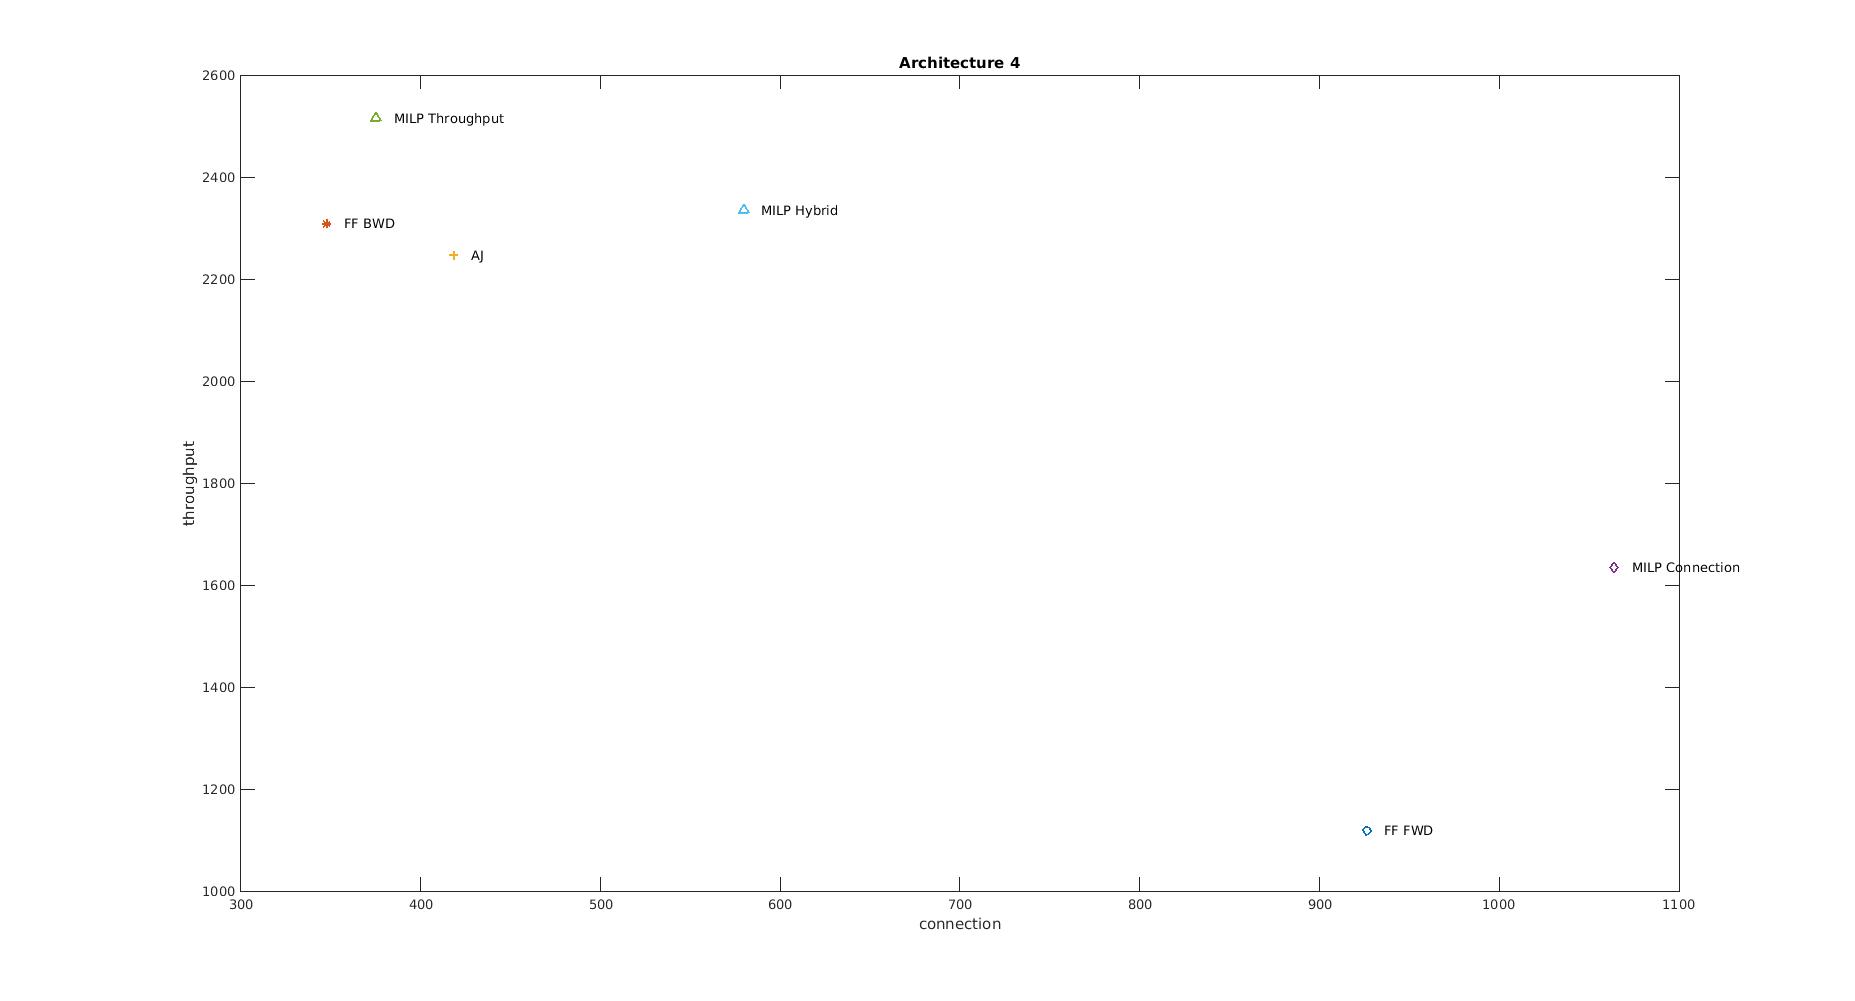 Architecture 4
2600
MILP Throughput
2400
MILP Hybrid
FF BWD
AJ
2200
2000
throughput
1800
MILP Connection
1600
1400
1200
FF FWD
1000
300 400 500 600 700 800 900 1000 1100
connection